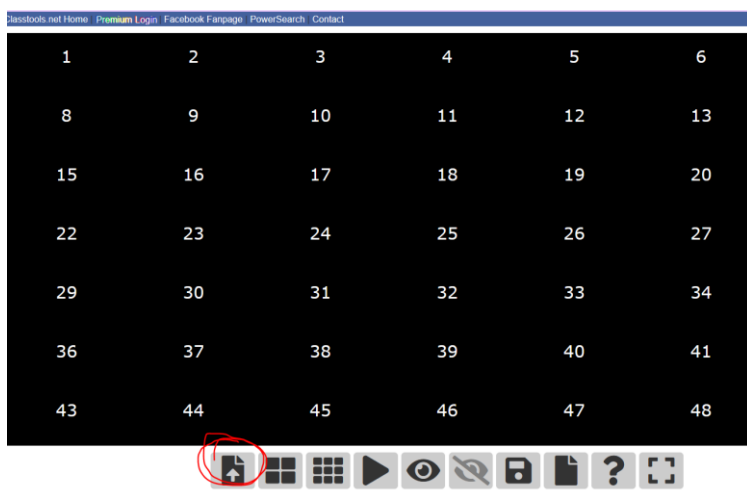 Classtools.net Home Premium Login Facebook Fanpage PowerSearch Contact
1 2 3 4 5 6
8 9 10 11 12 13
15 16 17 18 19 20
22 23 24 25 26 27
29 30 31 32 33 34
36 37 38 39 40 41
43 44 45 46 47 48
?